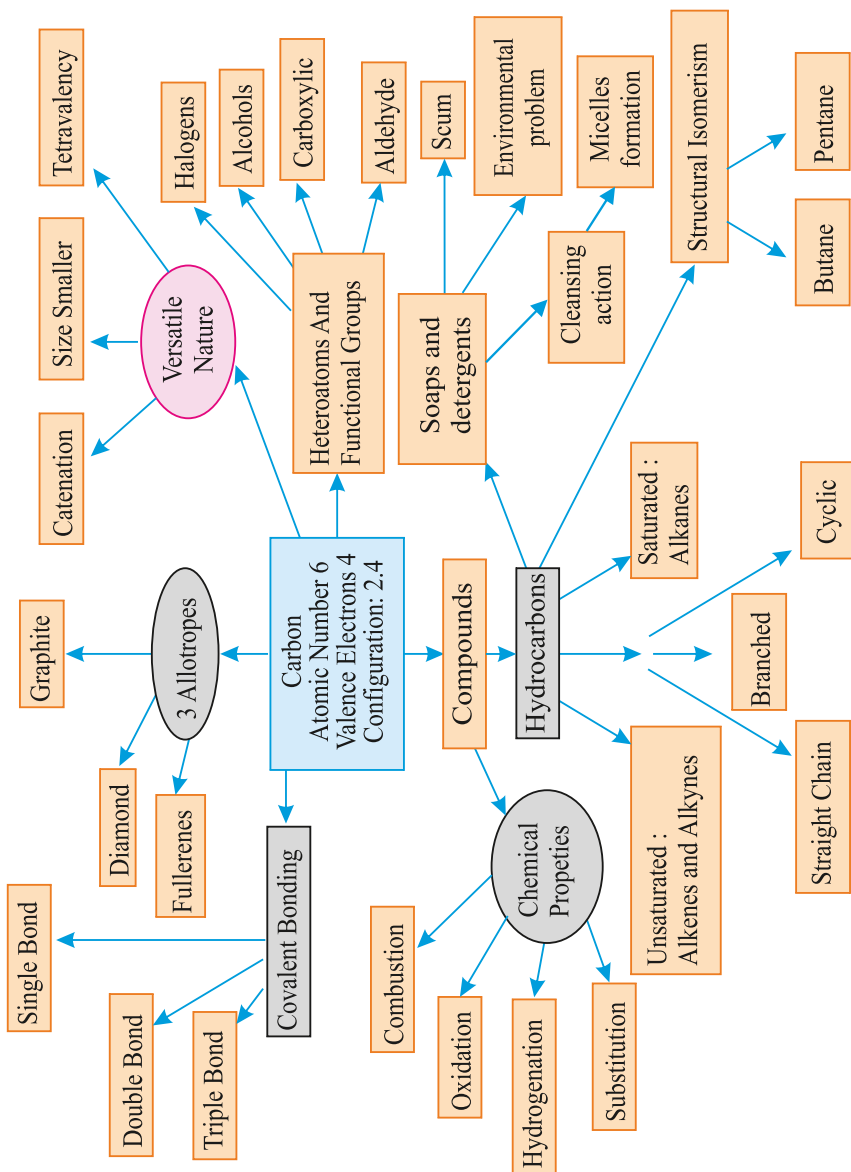 Single Bond
Double Bond
Triple Bond
Covalent Bonding
Graphite
Diamond
Fullerenes
3 Allotropes
Catenation
Size Smaller
Tetravalency
Versatile
Nature
Carbon
Atomic Number 6
Valence Electrons 4
Configuration: 2.4
Heteroatoms And
Functional Groups
Halogens
Alcohols
Carboxylic
Aldehyde
Compounds
Chemical
Propeties
Combustion
Oxidation
Hydrogenation
Substitution
Hydrocarbons
Soaps and
detergents
Scum
Environmental
problem
Cleansing
action
Micelles
formation
Unsaturated :
Alkenes and Alkynes
Saturated :
Alkanes
Straight Chain
Branched
Cyclic
Structural Isomerism
Butane
Pentane